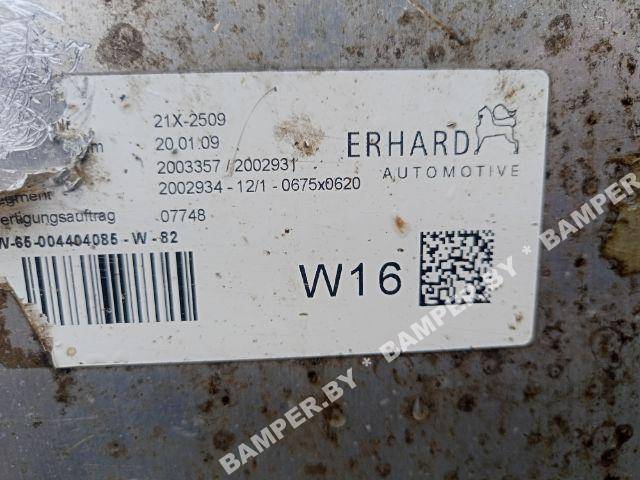 21X-2509
20.01.09
2003357 / 2002931
egment 2002934 - 12/1 - 0675x0620
ertigungsauftrag 07748
W-65-004404085-W-82
ERHARD
AUTOMOTIVE
W16
BAMPER.BY * BAMPER.BY * BAMPER.BY